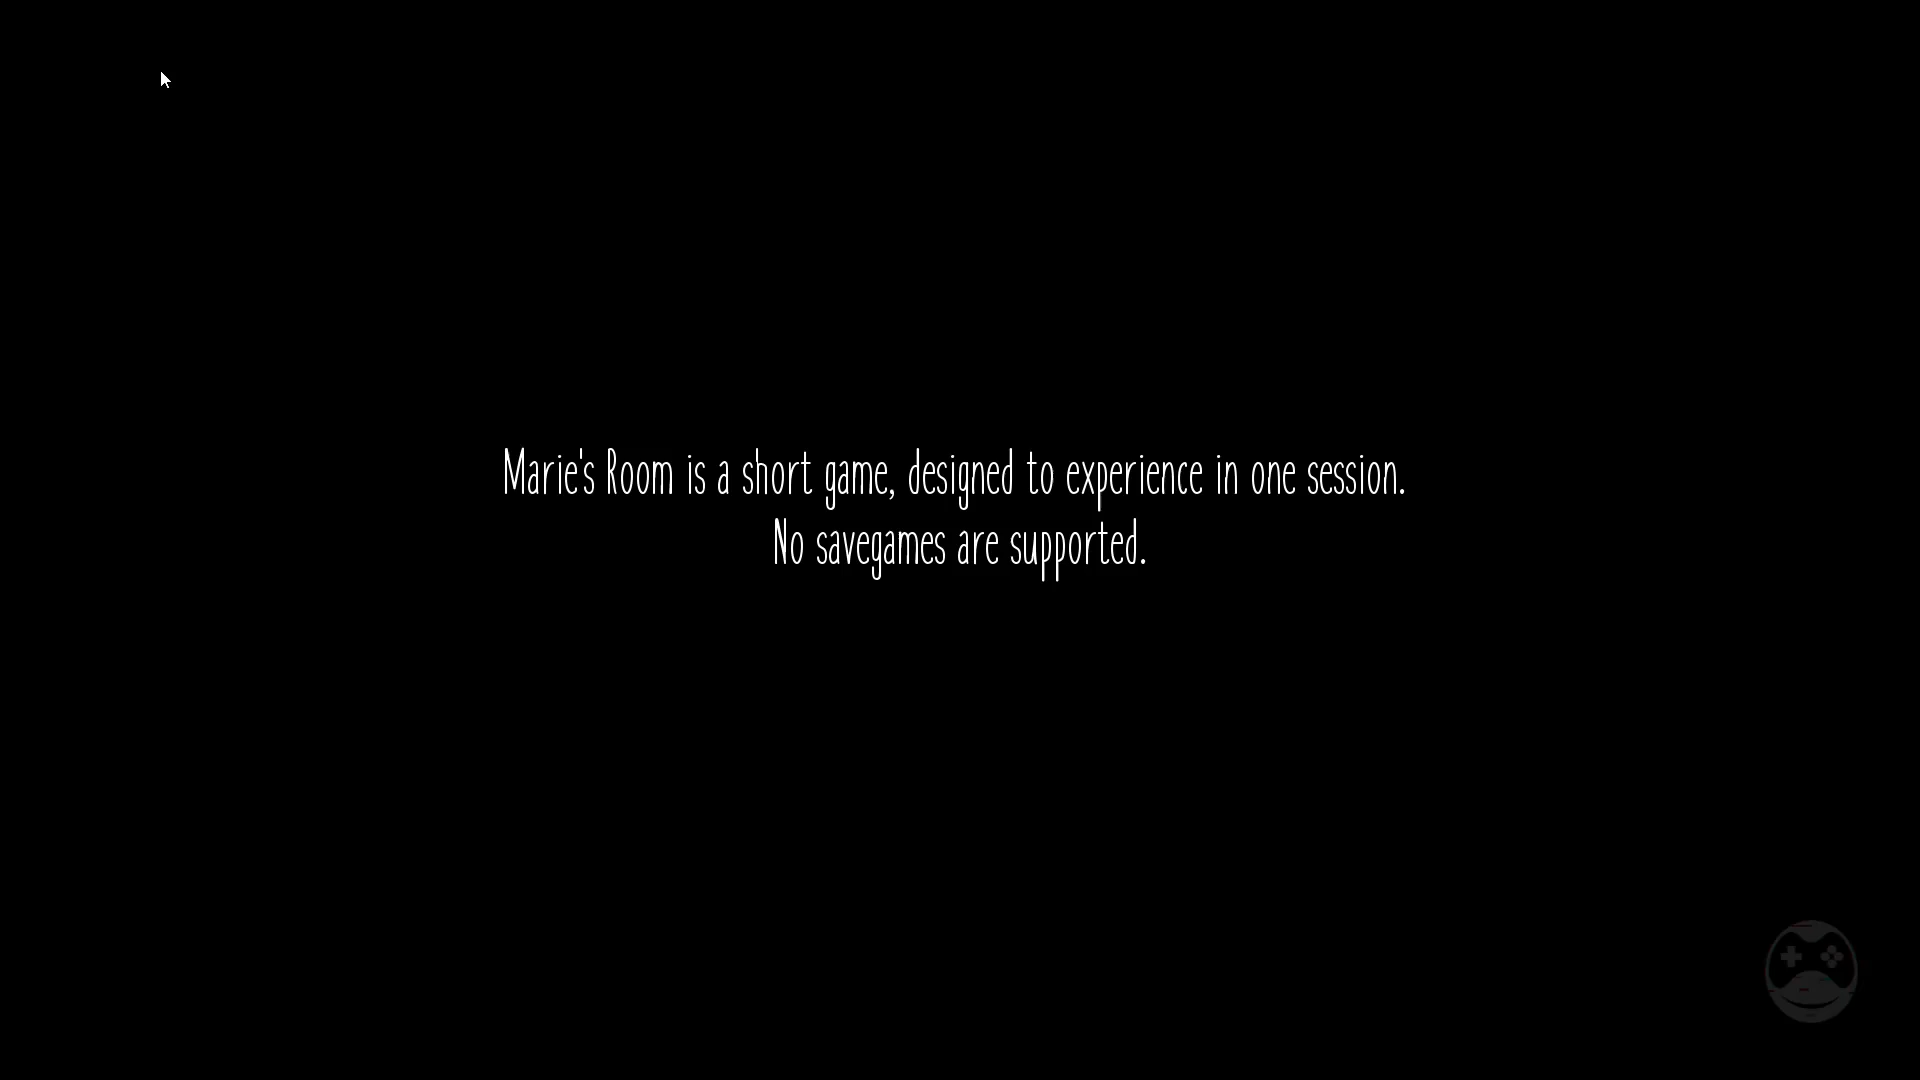 Marie's Room is a short game, designed to experience in one session.
No savegames are supported.